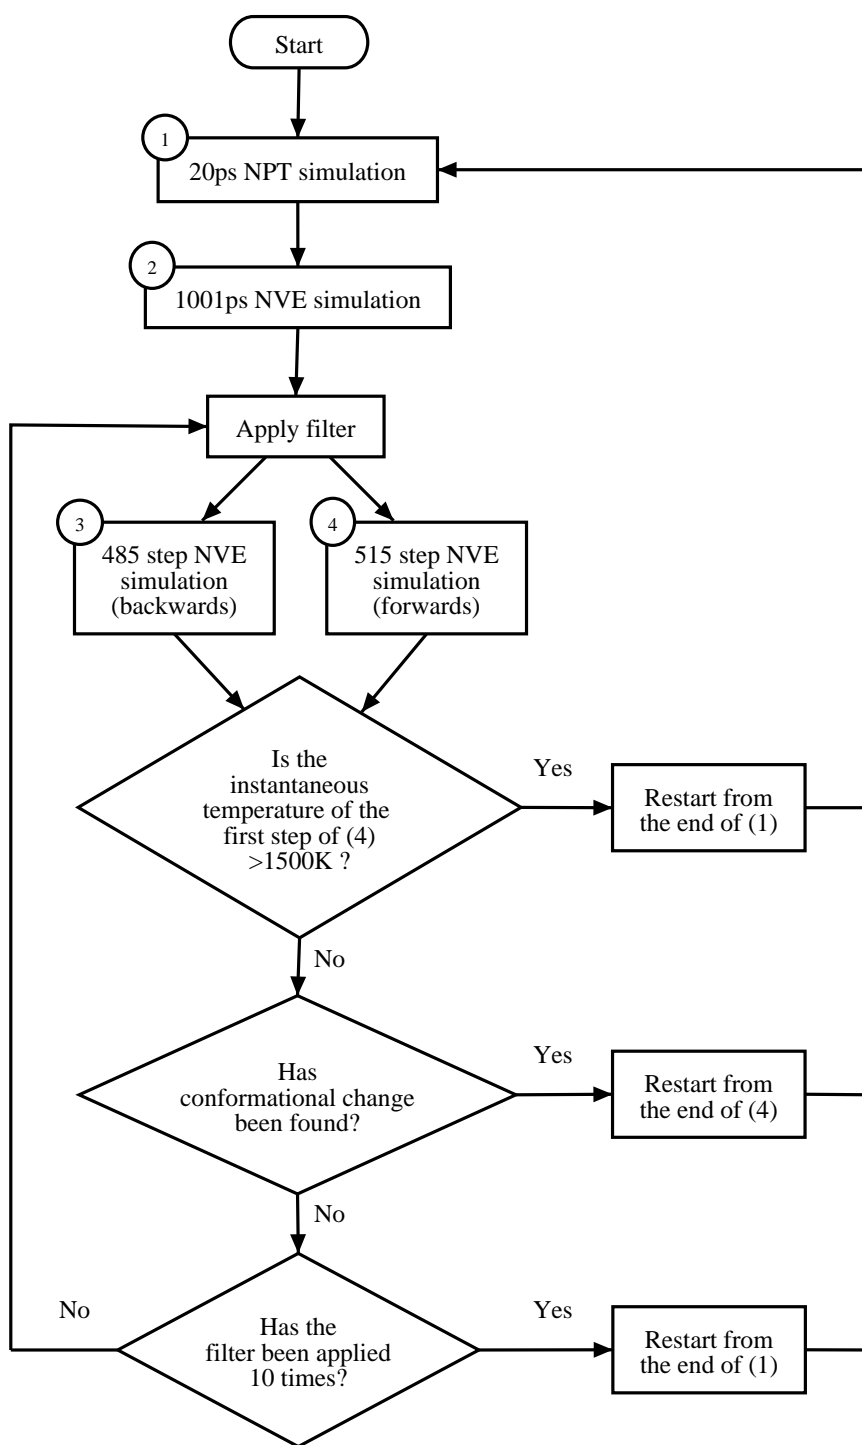 Start
1
20ps NPT simulation
2
1001ps NVE simulation
Apply filter
3
485 step NVE
simulation
(backwards)
4
515 step NVE
simulation
(forwards)
Is the
instantaneous
temperature of the
first step of (4)
>1500K ?
Yes
Restart from
the end of (1)
No
Has
conformational change
been found?
Yes
Restart from
the end of (4)
No
Has the
filter been applied
10 times?
No
Yes
Restart from
the end of (1)